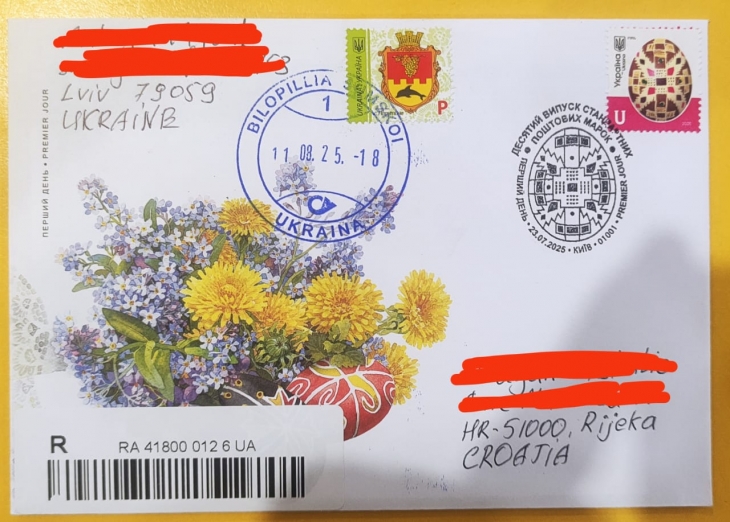 Lviv 79059
UKRAINE
ПЕРШИЙ ДЕНЬ • PREMIER JOUR
УКРАЇНА UKRAINE
P
BILOPILLIA
1
11 08.25.-18
UKRAINA
Україна
Ukraine
U
ДЕСЯТИЙ ВИПУСК СТАНДАРТНИХ
ПОШТОВИХ МАРОК
ПЕРШИЙ ДЕНЬ • 23.07.2025 • КИЇВ • 01001 • PREMIER JOUR
HR-51000, Rijeka
CROATIA
R
RA 41800 012 6 UA